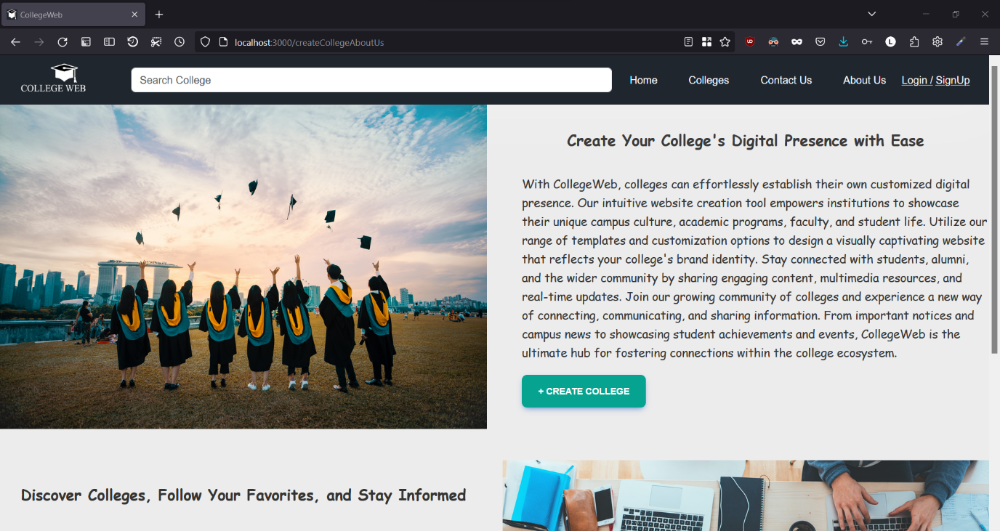 CollegeWeb
localhost:3000/createCollegeAboutUs
COLLEGE WEB
Search College
Home
Colleges
Contact Us
About Us
Login / SignUp
Create Your College's Digital Presence with Ease
With CollegeWeb, colleges can effortlessly establish their own customized digital
presence. Our intuitive website creation tool empowers institutions to showcase
their unique campus culture, academic programs, faculty, and student life. Utilize our
range of templates and customization options to design a visually captivating website
that reflects your college's brand identity. Stay connected with students, alumni,
and the wider community by sharing engaging content, multimedia resources, and
real-time updates. Join our growing community of colleges and experience a new way
of connecting, communicating, and sharing information. From important notices and
campus news to showcasing student achievements and events, CollegeWeb is the
ultimate hub for fostering connections within the college ecosystem.
+ CREATE COLLEGE
Discover Colleges, Follow Your Favorites, and Stay Informed